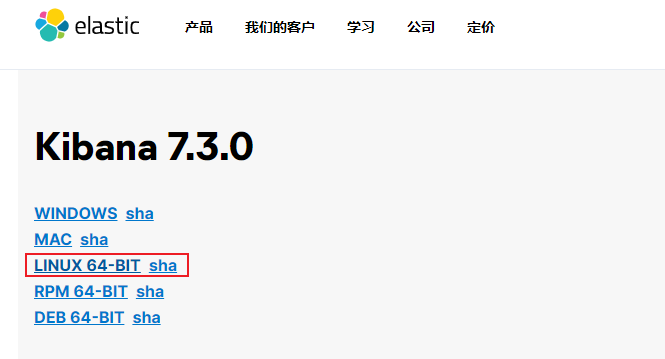 elastic 产品 我们的客户 学习 公司 定价
Kibana 7.3.0
WINDOWS sha
MAC sha
LINUX 64-BIT sha
RPM 64-BIT sha
DEB 64-BIT sha